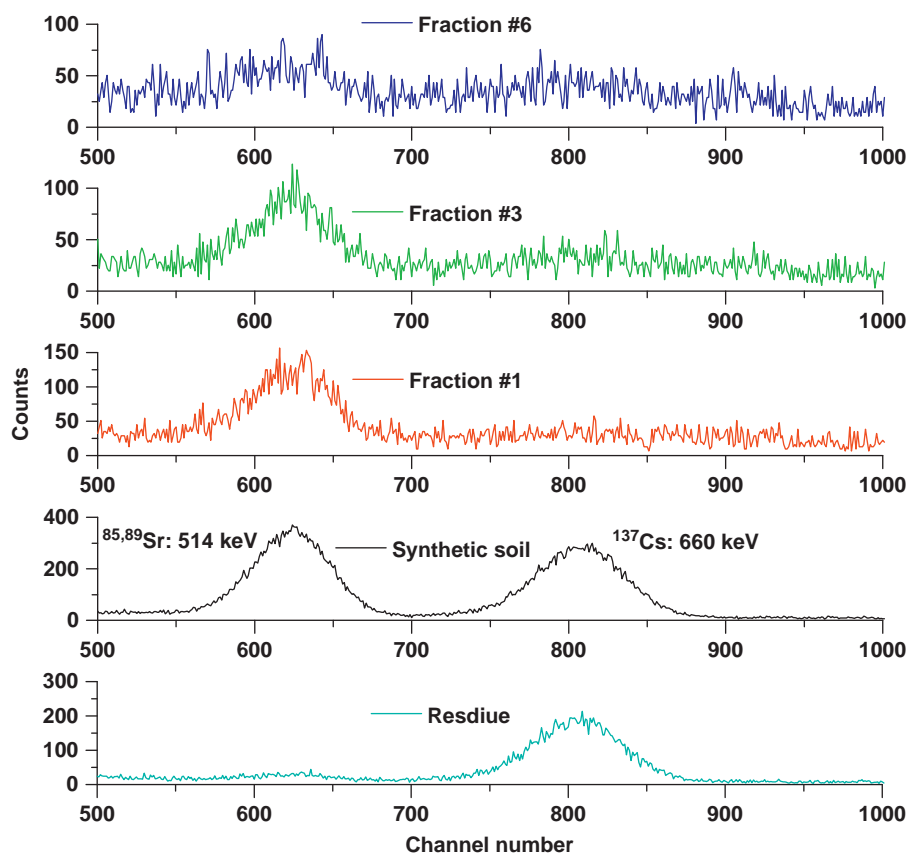 Fraction #6
100
50
0
500 600 700 800 900 1000
Fraction #3
100
50
0
500 600 700 800 900 1000
Fraction #1
150
100
50
0
500 600 700 800 900 1000
Counts
400
200
0
85,89Sr: 514 keV
Synthetic soil
137Cs: 660 keV
500 600 700 800 900 1000
300
200
100
0
Resdiue
500 600 700 800 900 1000
Channel number